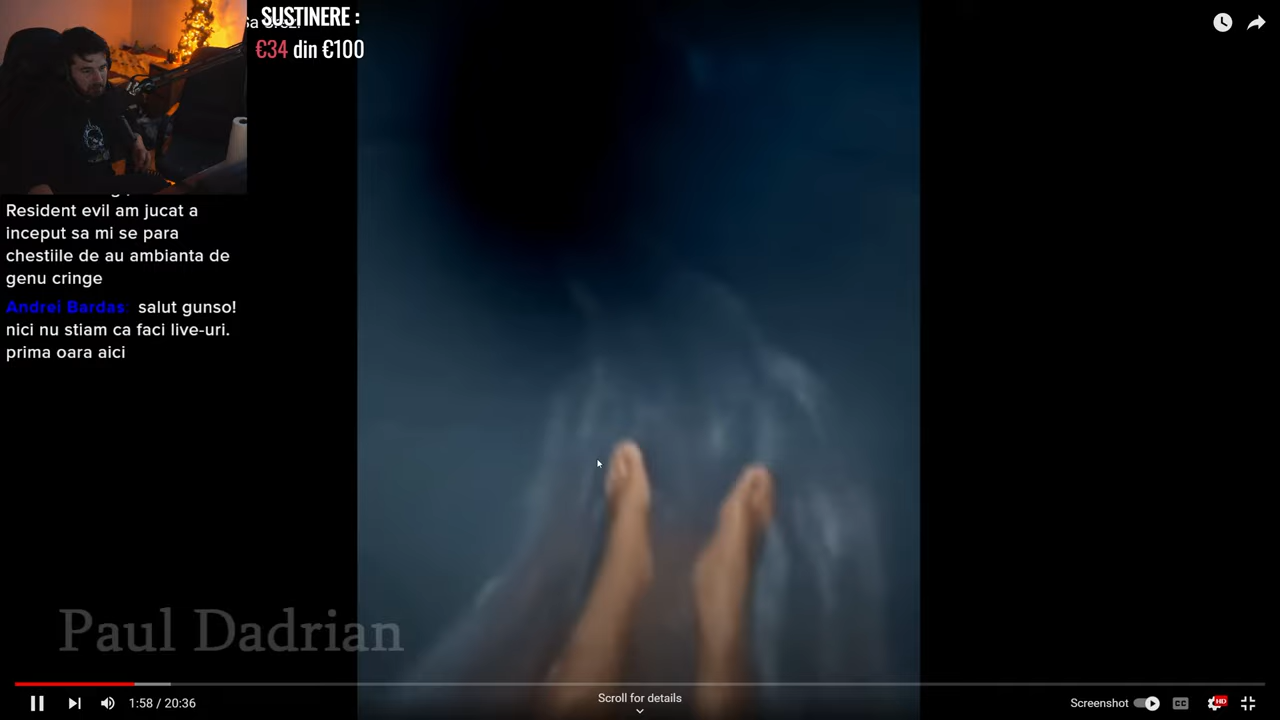 SUSTINERE :
€34 din €100
Resident evil am jucat a
inceput sa mi se para
chestiile de au ambianta de
genu cringe
Andrei Bardas: salut gunso!
nici nu stiam ca faci live-uri.
prima oara aici
Paul Dadrian
Scroll for details
1:58 / 20:36
Screenshot
CC
HD